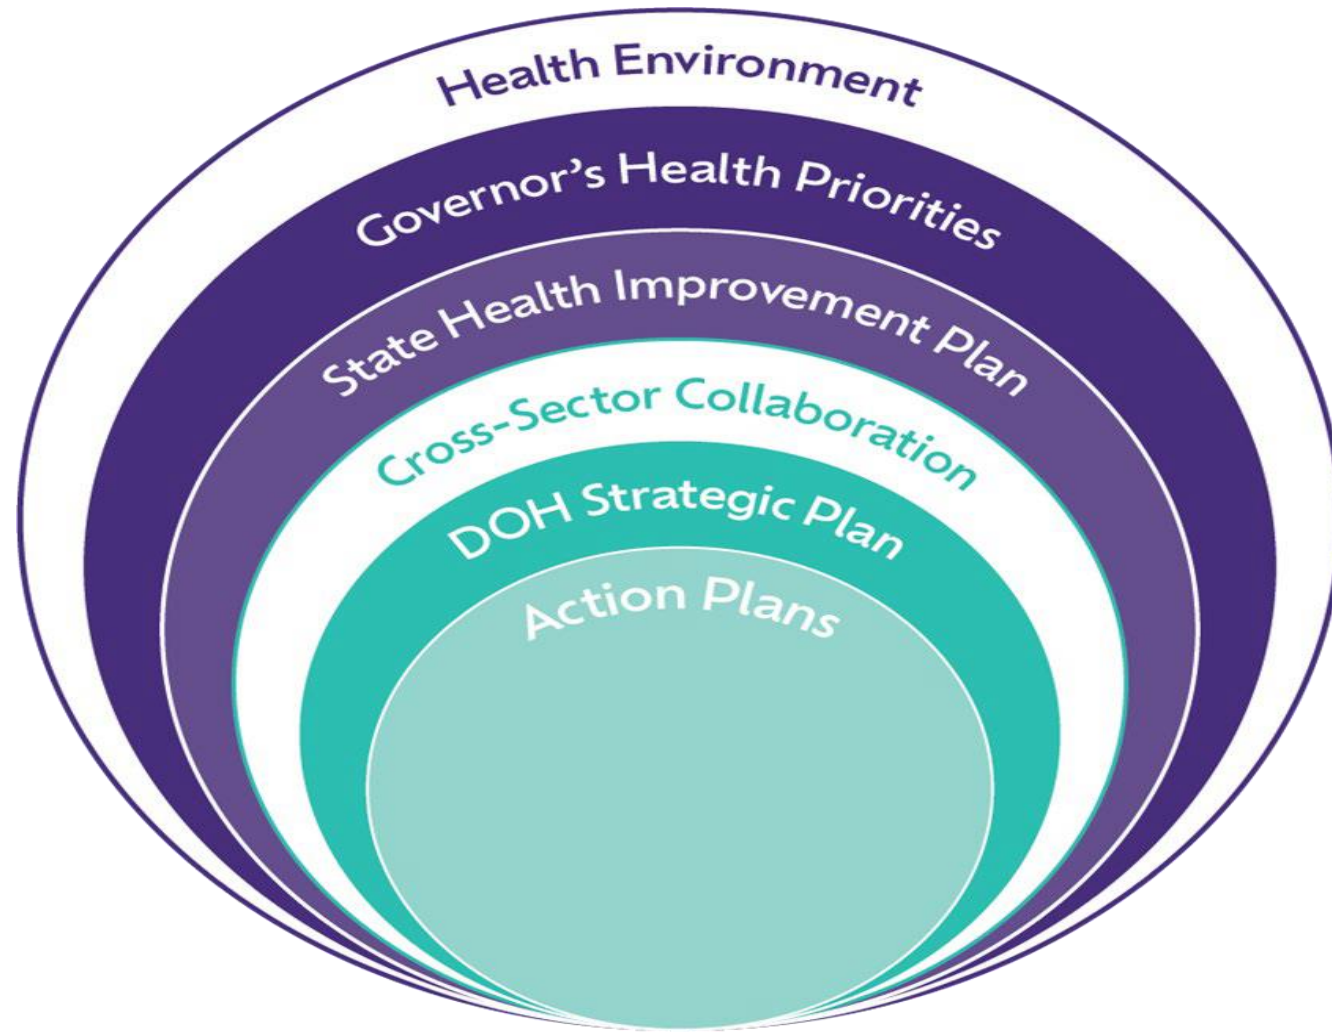 Health Environment
Governor’s Health Priorities
State Health Improvement Plan
Cross-Sector Collaboration
DOH Strategic Plan
Action Plans